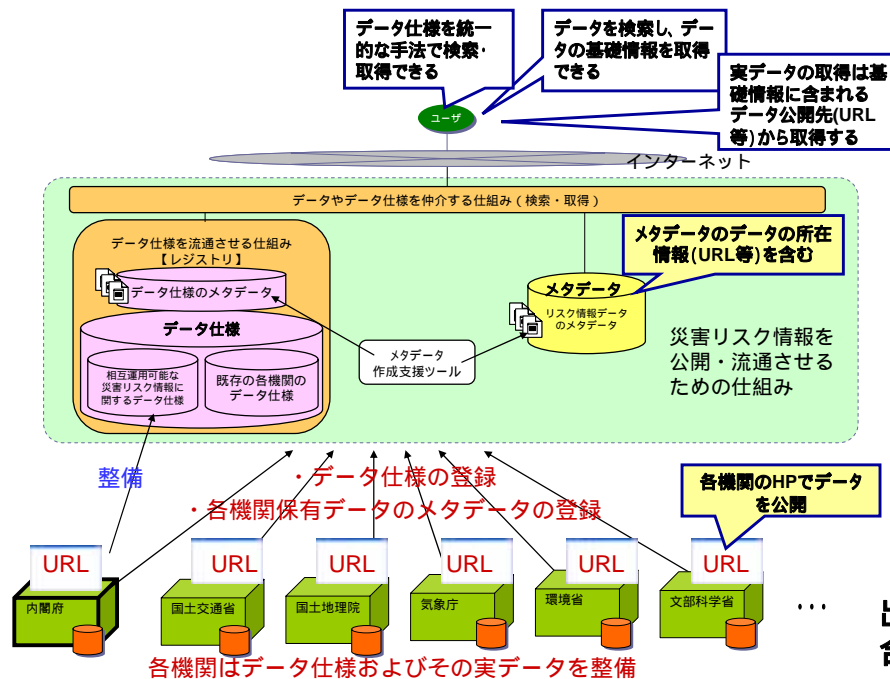 データ仕様を統一
的な手法で検索・
取得できる
データを検索し、デー
タの基礎情報を取得
できる
実データの取得は基
礎情報に含まれる
データ公開先(URL
等)から取得する
ユーザ
インターネット
データやデータ仕様を仲介する仕組み(検索・取得)
データ仕様を流通させる仕組み
【レジストリ】
データ仕様のメタデータ
データ仕様
相互運用可能な
災害リスク情報に
関するデータ仕様
既存の各機関の
データ仕様
メタデータ
作成支援ツール
メタデータ
リスク情報データ
のメタデータ
メタデータのデータの所在
情報(URL等)を含む
災害リスク情報を
公開・流通させる
ための仕組み
整備
・データ仕様の登録
・各機関保有データのメタデータの登録
各機関のHPでデータ
を公開
URL
URL
URL
URL
URL
URL
内閣府
国土交通省
国土地理院
気象庁
環境省
文部科学省
…
各機関はデータ仕様およびその実データを整備